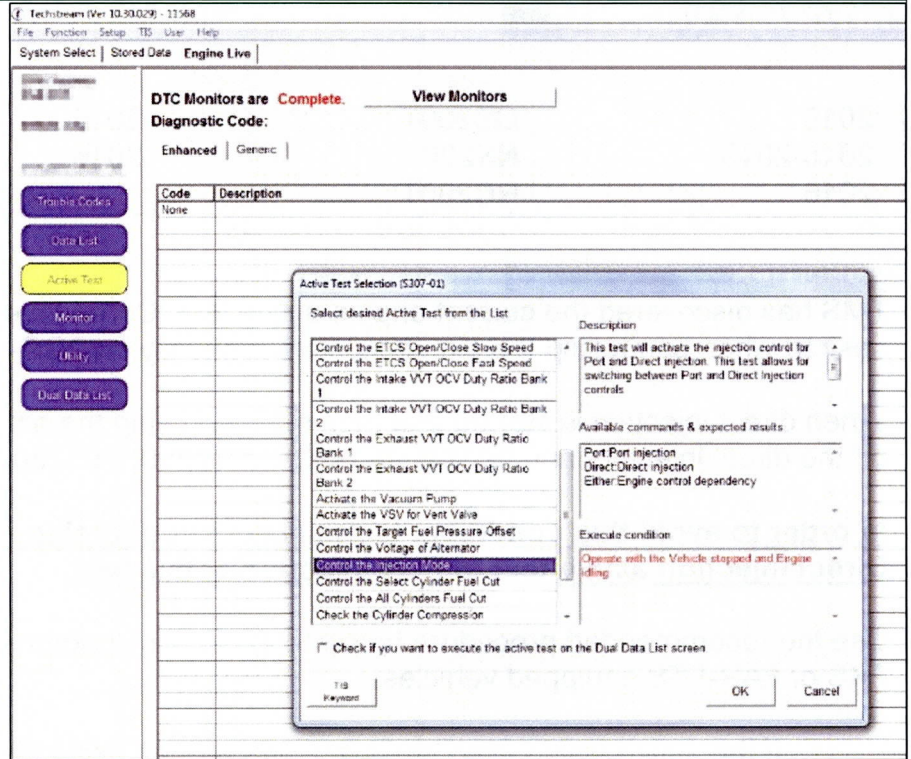 Techstream (Ver 10.30.029) - 11568
File Function Setup TIS User Help
System Select Stored Data Engine Live
DTC Monitors are Complete. View Monitors
Diagnostic Code:
Enhanced Generic
Code Description
None
Trouble Codes
Data List
Active Test
Monitor
Utility
Dual Data List
Active Test Selection (S307-01)
Select desired Active Test from the List
Control the ETCS Open/Close Slow Speed
Control the ETCS Open/Close Fast Speed
Control the Intake VVT OCV Duty Ratio Bank
1
Control the Intake VVT OCV Duty Ratio Bank
2
Control the Exhaust VVT OCV Duty Ratio
Bank 1
Control the Exhaust VVT OCV Duty Ratio
Bank 2
Activate the Vacuum Pump
Activate the VSV for Vent Valve
Control the Target Fuel Pressure Offset
Control the Voltage of Alternator
Control the Injection Mode
Control the Select Cylinder Fuel Cut
Control the All Cylinders Fuel Cut
Check the Cylinder Compression
Description
This test will activate the injection control for
Port and Direct injection. This test allows for
switching between Port and Direct Injection
controls
Available commands & expected results
Port:Port injection
Direct:Direct injection
Either:Engine control dependency
Execute condition
Operate with the Vehicle stopped and Engine
idling
Check if you want to execute the active test on the Dual Data List screen
TIS
Keyword
OK Cancel